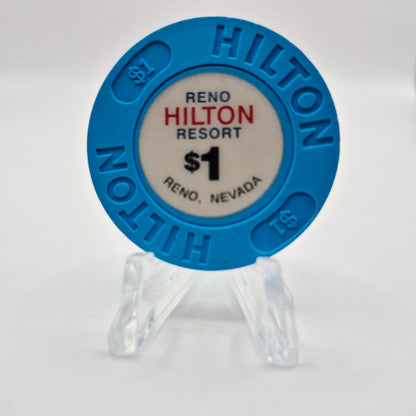 HILTON
$1
RENO
HILTON
RESORT
$1
RENO, NEVADA
$1
HILTON